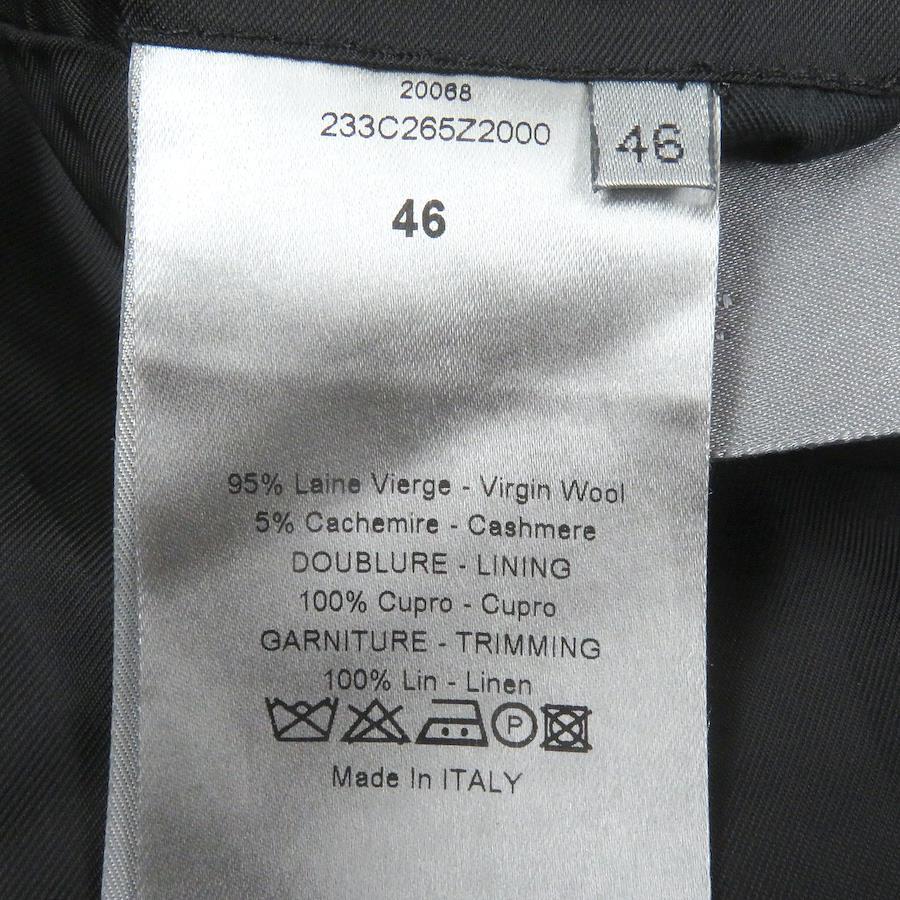 20068
233C265Z2000
46
46
95% Laine Vierge - Virgin Wool
5% Cachemire - Cashmere
DOUBLURE - LINING
100% Cupro - Cupro
GARNITURE - TRIMMING
100% Lin - Linen
P
Made In ITALY